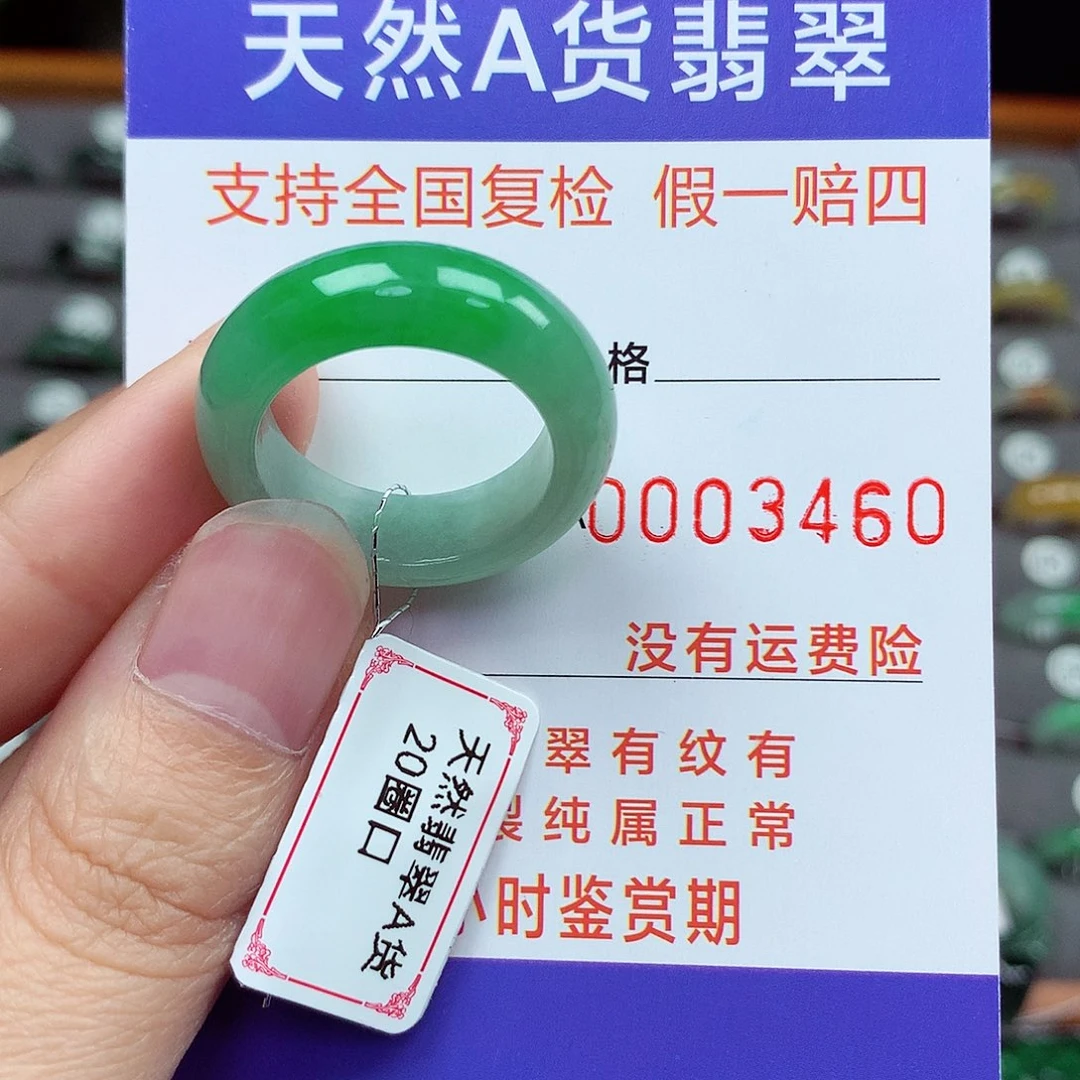 天然A货翡翠
支持全国复检 假一赔四
格
0003460
没有运费险
翠有纹有
裂纯属正常
小时鉴赏期
天然翡翠A货
20圈口